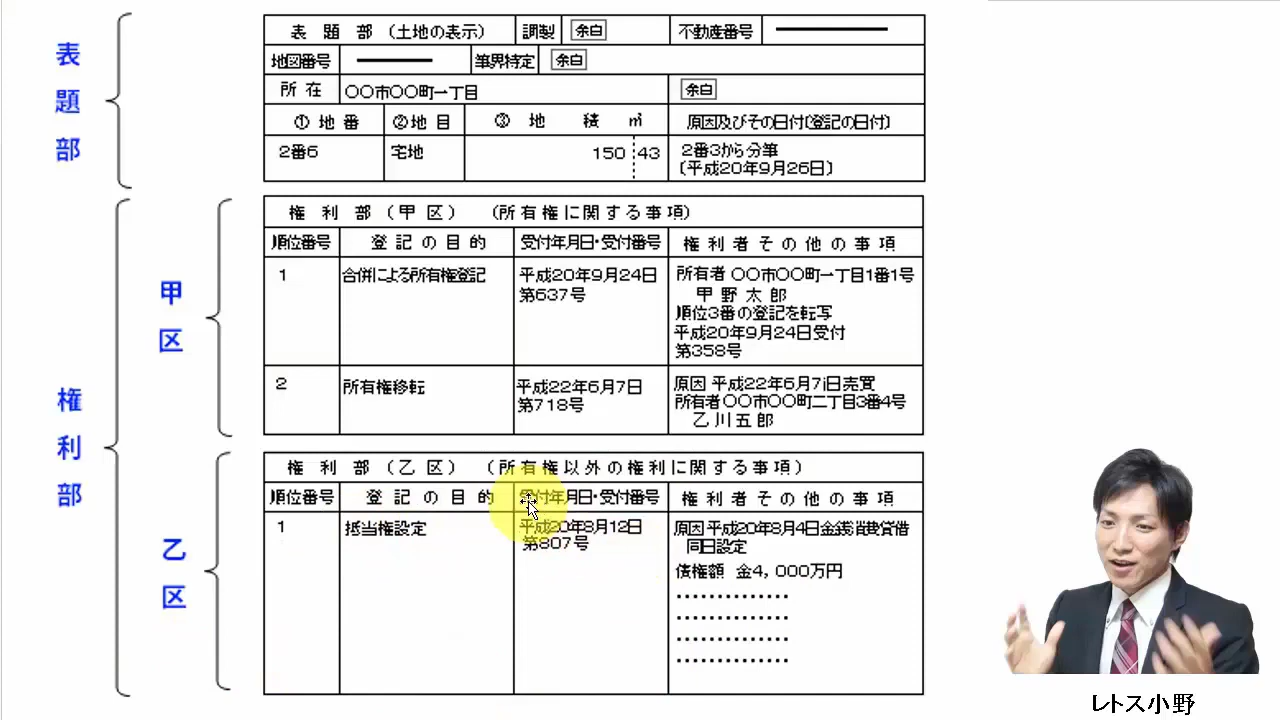 表題部
表　題　部　(土地の表示)　調製　余白　不動産番号
地図番号　筆界特定　余白
所 在　〇〇市〇〇町一丁目　余白
① 地 番　②地 目　③ 地　積　㎡　原因及びその日付〔登記の日付〕
2番6　宅地　150 43　2番3から分筆
〔平成20年9月26日〕
権利部
甲区
権 利 部 (甲 区)　(所有権に関する事項)
順位番号　登 記 の 目 的　受付年月日・受付番号　権 利 者 そ の 他 の 事 項
1　合併による所有権登記　平成20年9月24日　所有者 〇〇市〇〇町一丁目1番1号
第637号　甲 野 太 郎
順位3番の登記を転写
平成20年9月24日受付
第358号
2　所有権移転　平成22年6月7日　原因 平成22年6月7日売買
第718号　所有者〇〇市〇〇町二丁目3番4号
乙 川 五 郎
乙区
権 利 部 (乙 区)　(所 有 権 以 外 の 権 利 に 関 す る 事 項)
順位番号　登 記 の 目 的　受付年月日・受付番号　権 利 者 そ の 他 の 事 項
1　抵当権設定　平成20年8月12日　原因 平成20年8月4日金銭消費貸借
第807号　同日設定
債権額　金4，000万円
レトス小野